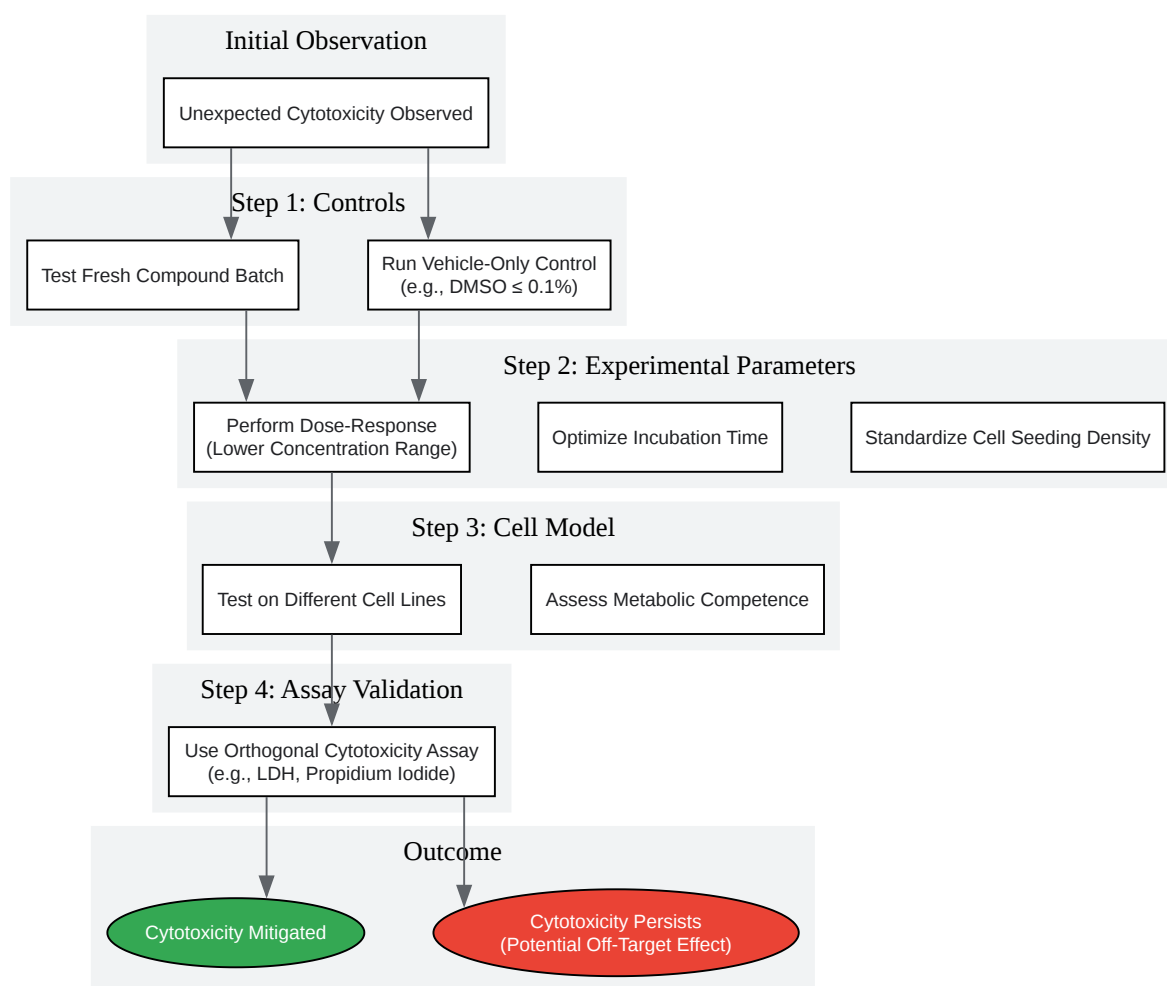 Initial Observation
Unexpected Cytotoxicity Observed
Step 1: Controls
Test Fresh Compound Batch
Run Vehicle-Only Control
(e.g., DMSO ≤ 0.1%)
Step 2: Experimental Parameters
Perform Dose-Response
(Lower Concentration Range)
Optimize Incubation Time
Standardize Cell Seeding Density
Step 3: Cell Model
Test on Different Cell Lines
Assess Metabolic Competence
Step 4: Assay Validation
Use Orthogonal Cytotoxicity Assay
(e.g., LDH, Propidium Iodide)
Outcome
Cytotoxicity Mitigated
Cytotoxicity Persists
(Potential Off-Target Effect)